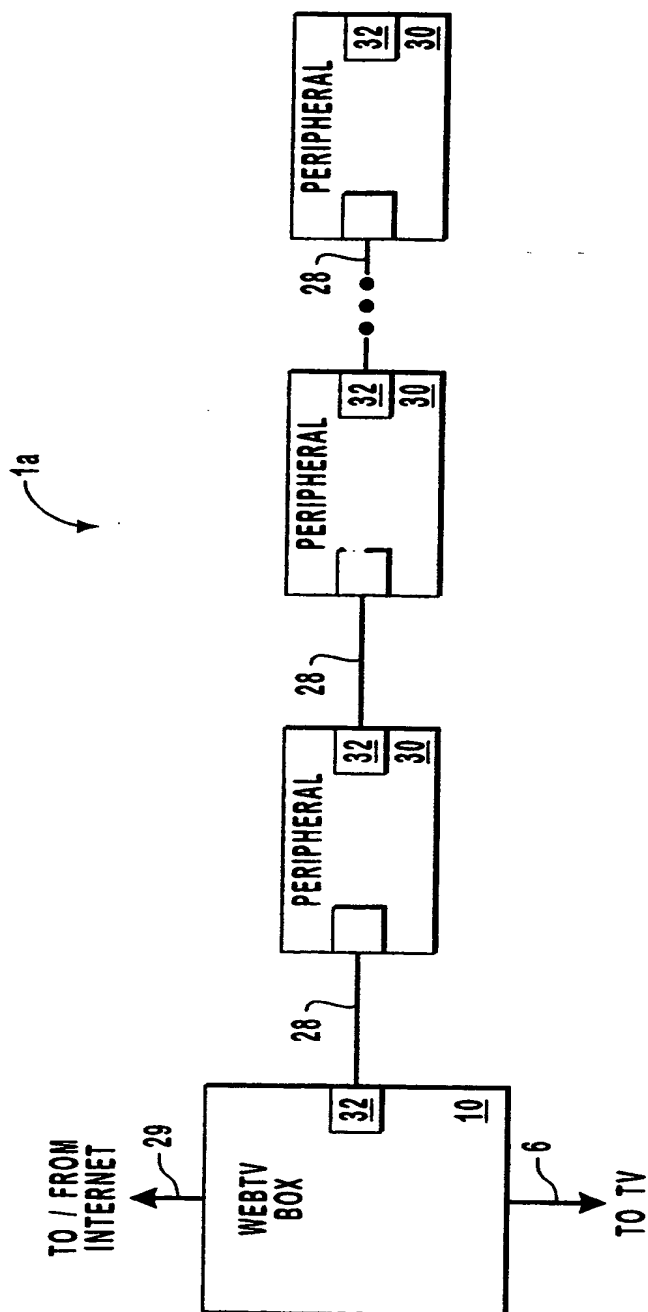 1a
TO / FROM
INTERNET
29
WEBTV
BOX
32
10
6
TO TV
28
PERIPHERAL
32
30
28
PERIPHERAL
32
30
28
PERIPHERAL
32
30